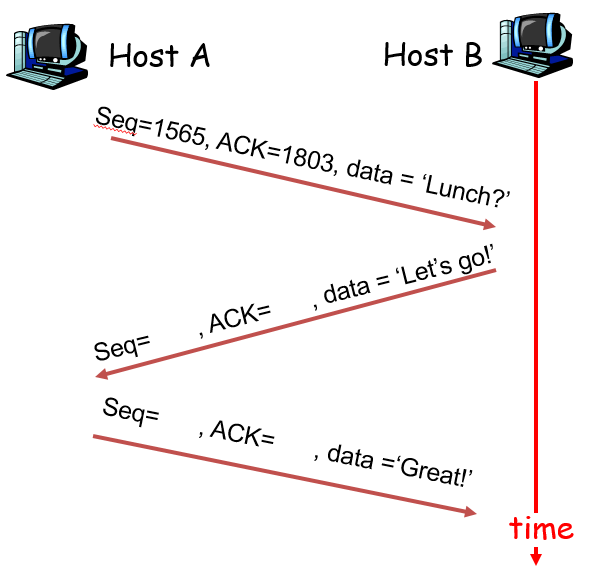 Host A
Host B
Seq=1565, ACK=1803, data = ‘Lunch?’
Seq= , ACK= , data = ‘Let’s go!’
Seq= , ACK= , data =‘Great!’
time